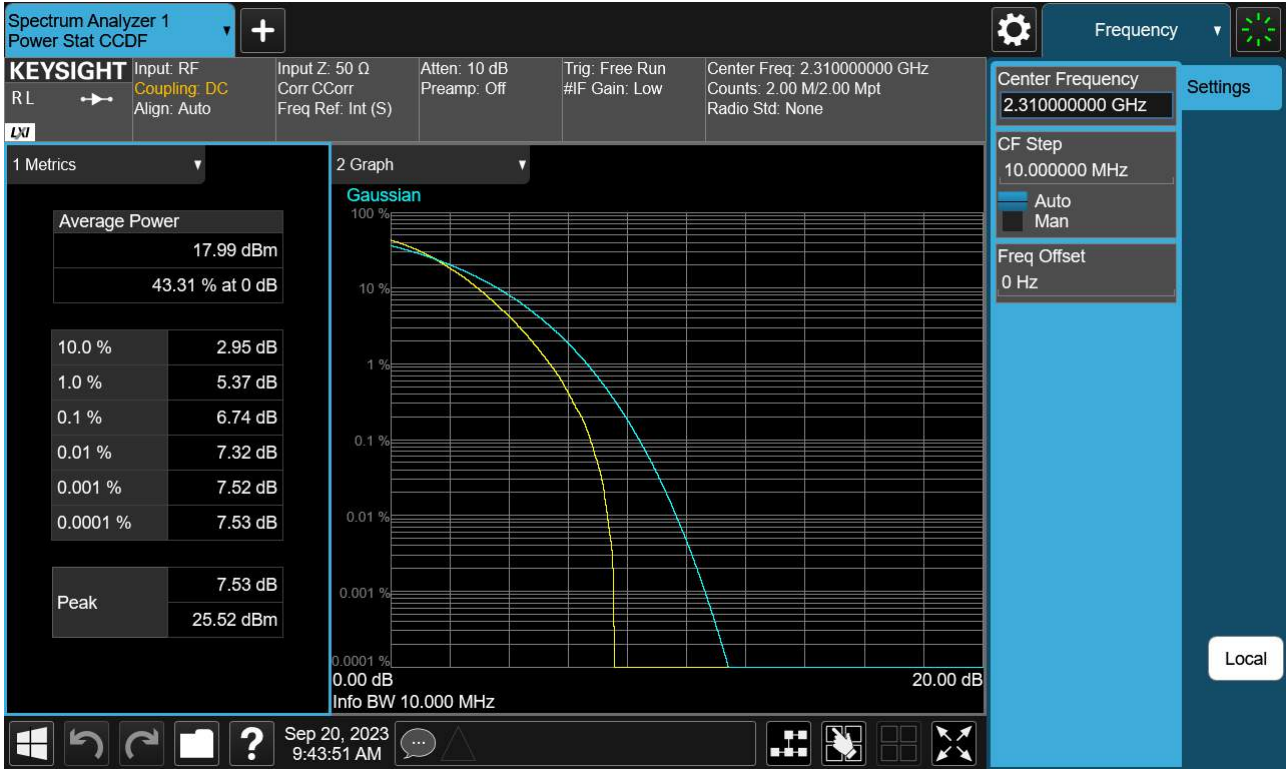 Spectrum Analyzer 1
Power Stat CCDF
Frequency
KEYSIGHT
R L
LXI
Input: RF
Coupling: DC
Align: Auto
Input Z: 50 Ω
Corr CCorr
Freq Ref: Int (S)
Atten: 10 dB
Preamp: Off
Trig: Free Run
#IF Gain: Low
Center Freq: 2.310000000 GHz
Counts: 2.00 M/2.00 Mpt
Radio Std: None
Center Frequency
2.310000000 GHz
Settings
CF Step
10.000000 MHz
Auto
Man
Freq Offset
0 Hz
Local
1 Metrics
Average Power
17.99 dBm
43.31 % at 0 dB
10.0 % 2.95 dB
1.0 % 5.37 dB
0.1 % 6.74 dB
0.01 % 7.32 dB
0.001 % 7.52 dB
0.0001 % 7.53 dB
Peak
7.53 dB
25.52 dBm
2 Graph
Gaussian
100 %
10 %
1 %
0.1 %
0.01 %
0.001 %
0.0001 %
0.00 dB 20.00 dB
Info BW 10.000 MHz
?
Sep 20, 2023
9:43:51 AM